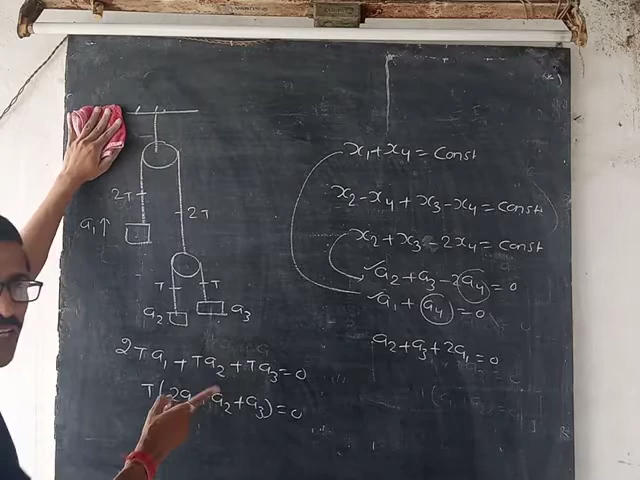 2T
2T
a₁↑
T
T
a₂
a₃
2Ta₁ + Ta₂ + Ta₃ = 0
T(2a a₂ + a₃) = 0
x₁ + x₄ = Const
x₂ - x₄ + x₃ - x₄ = Const
x₂ + x₃ - 2x₄ = Const
✓a₂ + a₃ - 2a₄ = 0
✓a₁ + a₄ = 0
a₂ + a₃ + 2a₁ = 0